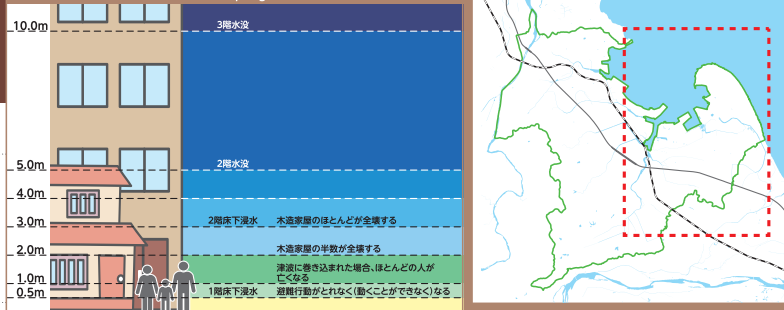 10.0m
3階水没
5.0m
2階水没
4.0m
3.0m
2階床下浸水 木造家屋のほとんどが全壊する
2.0m
木造家屋の半数が全壊する
津波に巻き込まれた場合、ほとんどの人が
亡くなる
1.0m
0.5m
1階床下浸水 避難行動がとれなく(動くことができなく)なる